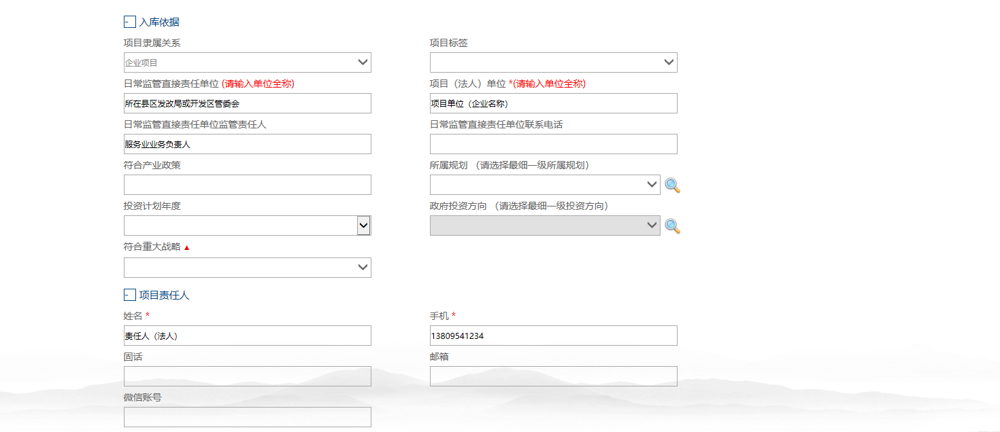 入库依据
项目隶属关系
项目标签
企业项目
日常监管直接责任单位 (请输入单位全称)
项目（法人）单位 *(请输入单位全称)
所在县区发改局或开发区管委会
项目单位（企业名称）
日常监管直接责任单位监管责任人
日常监管直接责任单位联系电话
服务业业务负责人
符合产业政策
所属规划 （请选择最细一级所属规划）
投资计划年度
政府投资方向 （请选择最细一级投资方向）
符合重大战略 ▲
项目责任人
姓名 *
手机 *
责任人（法人）
13809541234
固话
邮箱
微信账号